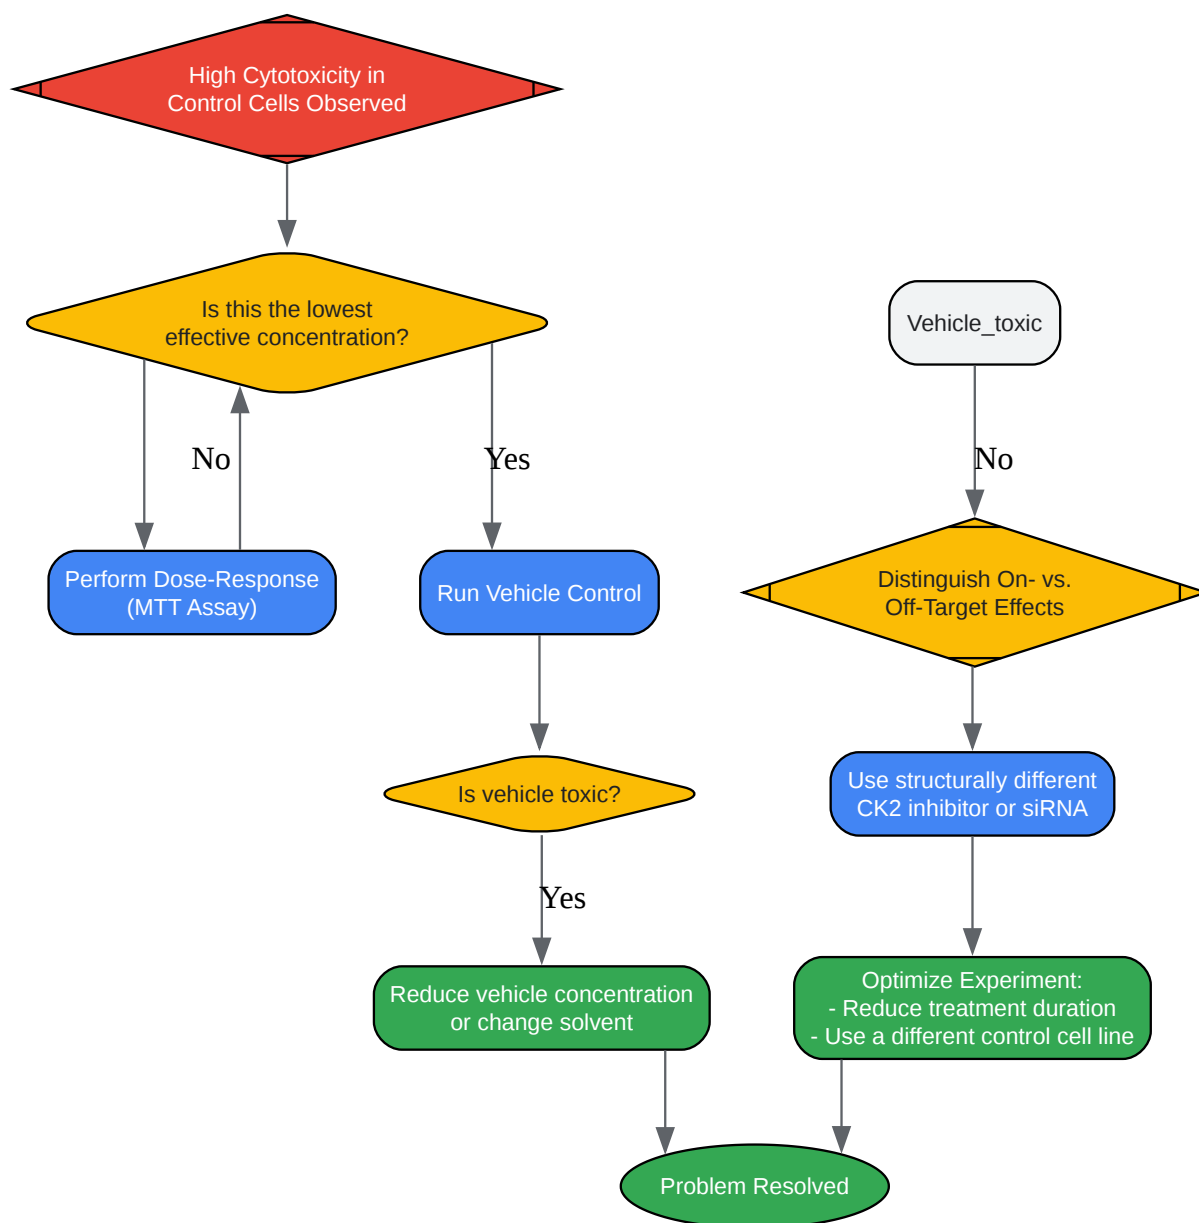 High Cytotoxicity in
Control Cells Observed
Is this the lowest
effective concentration?
Vehicle_toxic
No
Yes
No
Perform Dose-Response
(MTT Assay)
Run Vehicle Control
Distinguish On- vs.
Off-Target Effects
Is vehicle toxic?
Use structurally different
CK2 inhibitor or siRNA
Yes
Reduce vehicle concentration
or change solvent
Optimize Experiment:
- Reduce treatment duration
- Use a different control cell line
Problem Resolved